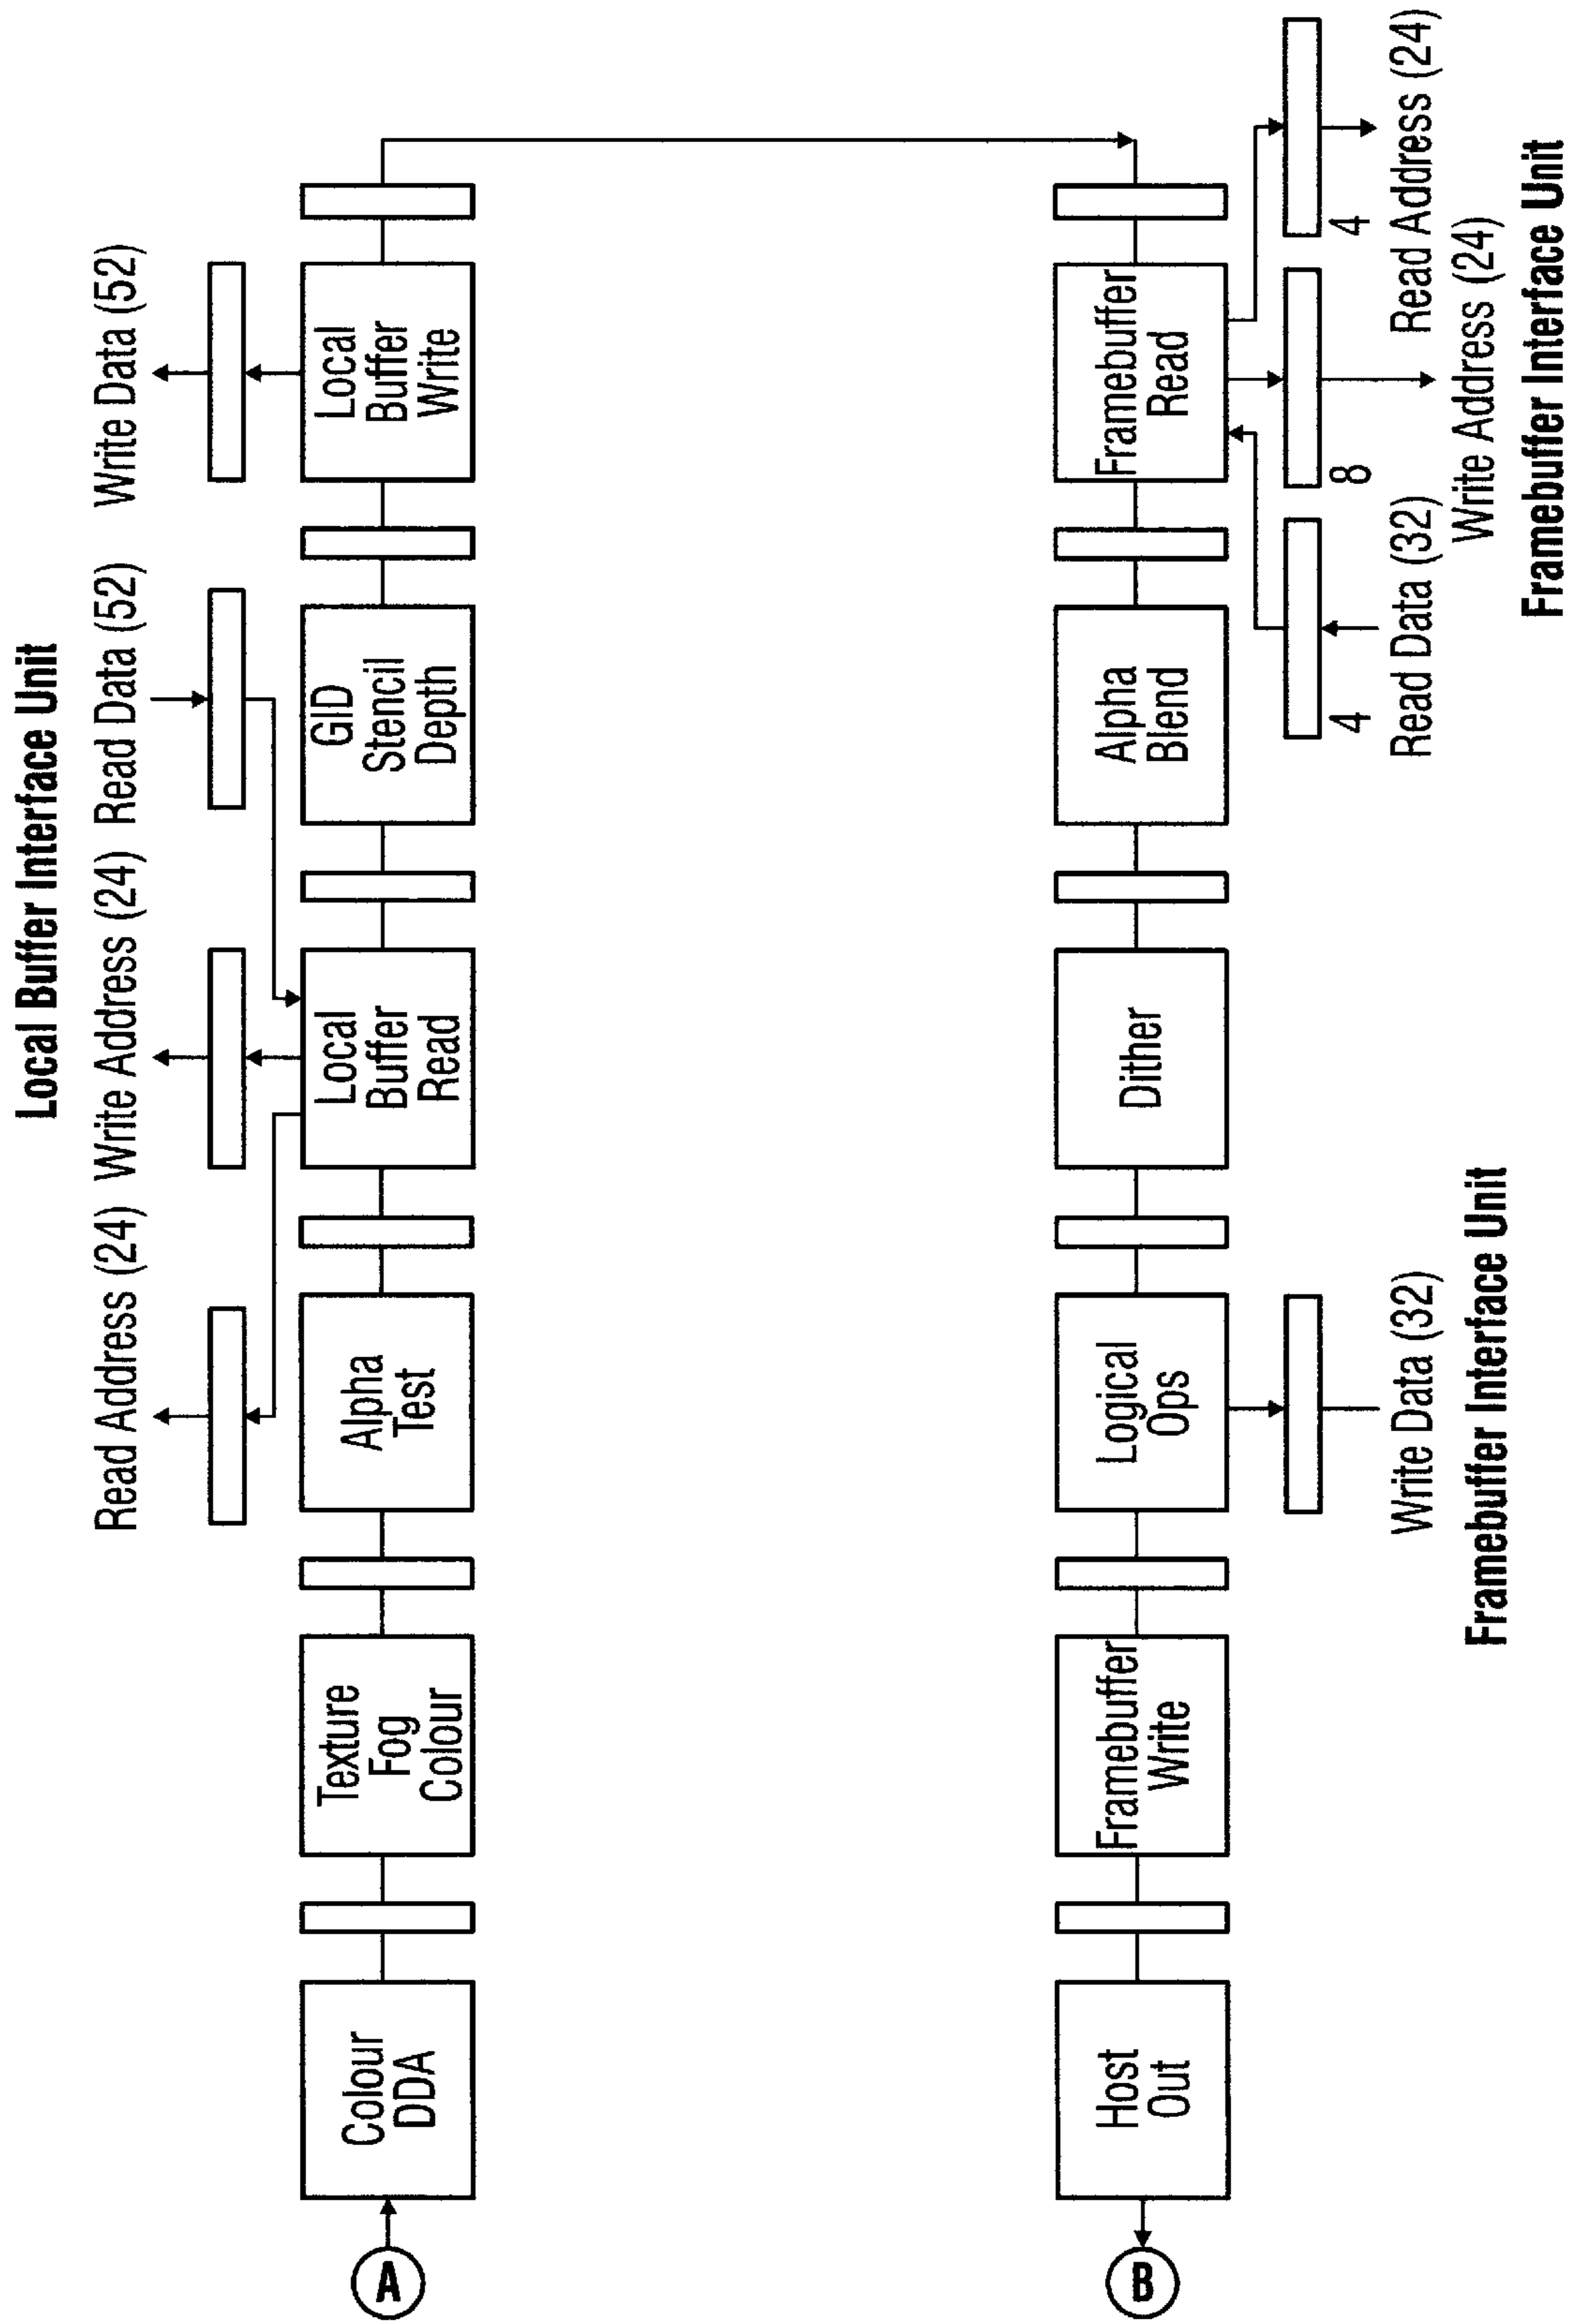 Local Buffer Interface Unit
Read Address (24) Write Address (24) Read Data (52) Write Data (52)
A
Colour
DDA
Texture
Fog
Colour
Alpha
Test
Local
Buffer
Read
GID
Stencil
Depth
Local
Buffer
Write
B
Host
Out
Framebuffer
Write
Logical
Ops
Dither
Alpha
Blend
Framebuffer
Read
4
8
4
Write Data (32)
Read Data (32)
Read Address (24)
Write Address (24)
Framebuffer Interface Unit
Framebuffer Interface Unit